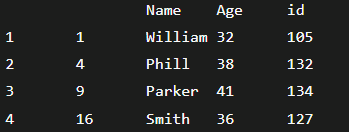 Name Age id
1 1 William 32 105
2 4 Phill 38 132
3 9 Parker 41 134
4 16 Smith 36 127